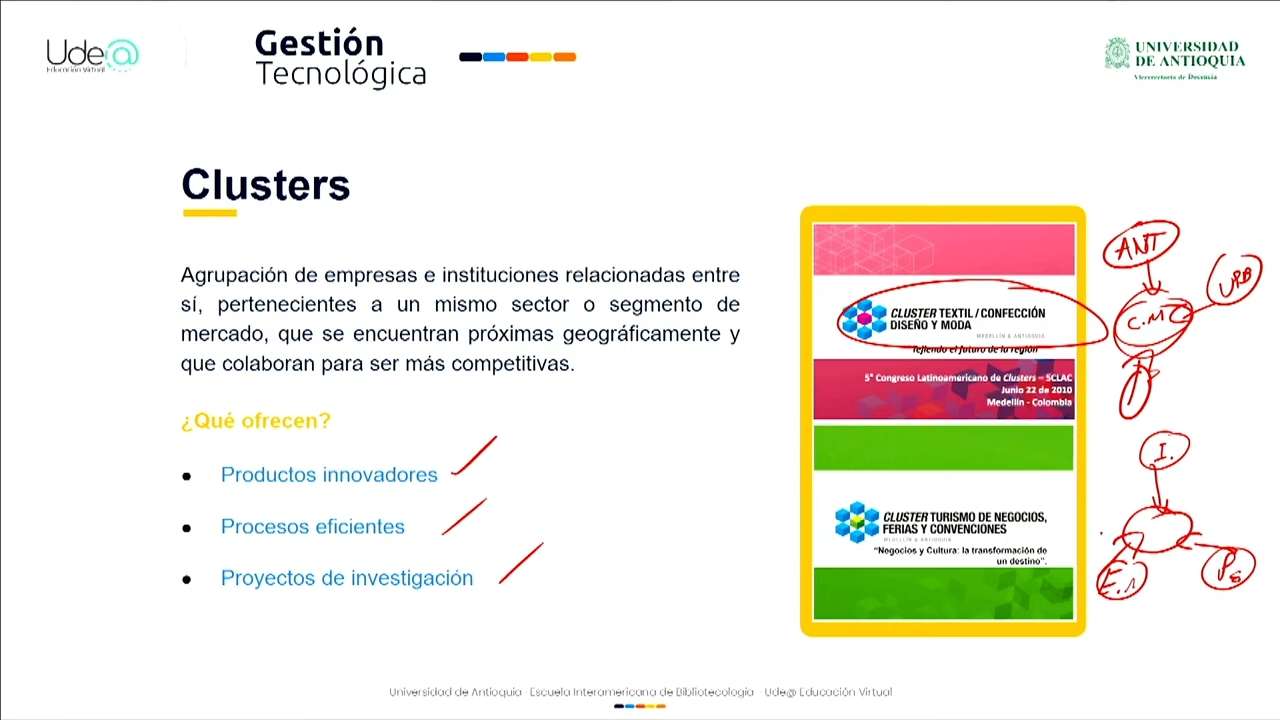 Ude@
Educación Virtual
Gestión
Tecnológica
UNIVERSIDAD
DE ANTIOQUIA
Vicerrectoría de Docencia
Clusters
Agrupación de empresas e instituciones relacionadas entre
sí, pertenecientes a un mismo sector o segmento de
mercado, que se encuentran próximas geográficamente y
que colaboran para ser más competitivas.
¿Qué ofrecen?
Productos innovadores
Procesos eficientes
Proyectos de investigación
CLUSTER TEXTIL / CONFECCIÓN
DISEÑO Y MODA
MEDELLÍN & ANTIOQUIA
Tejiendo el futuro de la región
5° Congreso Latinoamericano de Clusters – 5CLAC
Junio 22 de 2010
Medellín - Colombia
CLUSTER TURISMO DE NEGOCIOS,
FERIAS Y CONVENCIONES
MEDELLÍN & ANTIOQUIA
“Negocios y Cultura: la transformación de
un destino”.
ANT
URB
I.
Universidad de Antioquia Escuela Interamericana de Bibliotecología Ude@ Educación Virtual